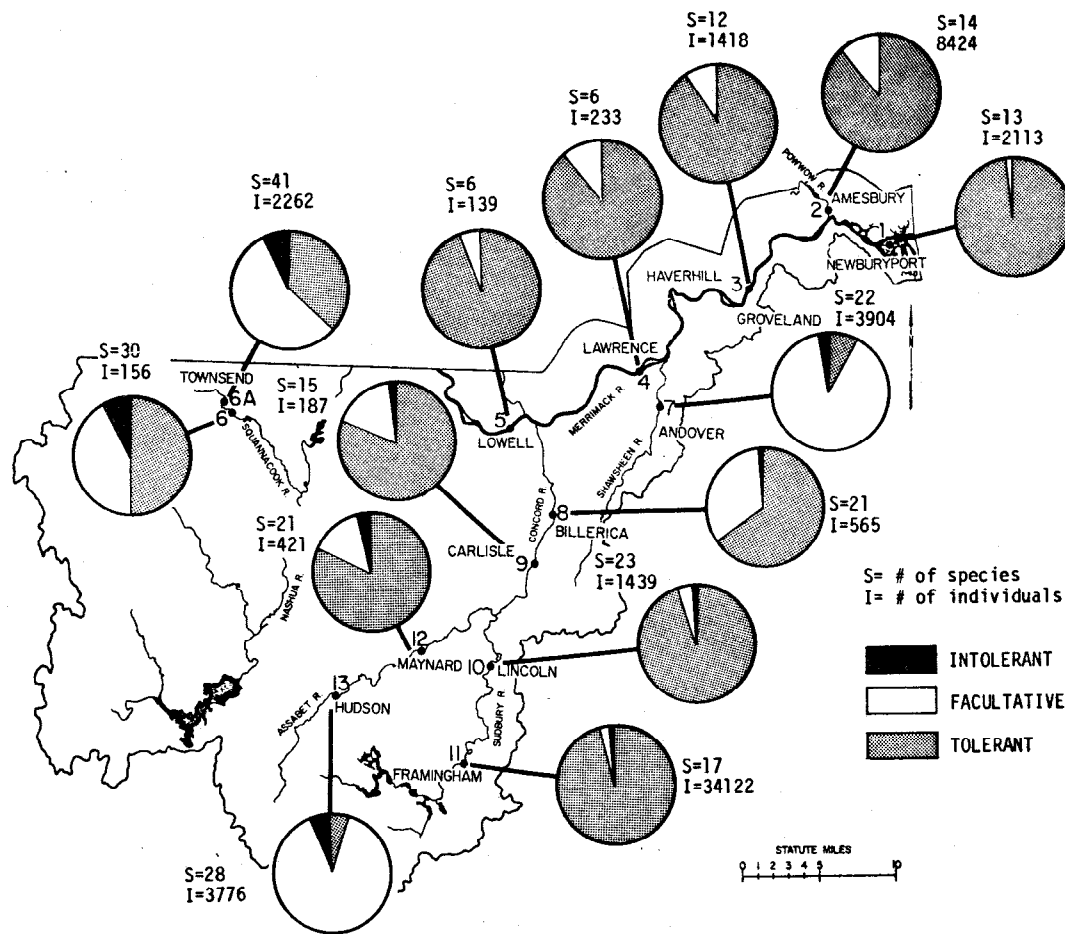 S=12
I=1418
S=14
8424
S=6
I=233
S=13
I=2113
S=41
I=2262
S=6
I=139
POWWOW R.
AMESBURY
2
1
NEWBURYPORT
HAVERHILL
3
GROVELAND
S=22
I=3904
LAWRENCE
S=30
I=156
TOWNSEND
S=15
I=187
6A
6
4
MERRIMACK R.
7
ANDOVER
5
LOWELL
SQUANNACOOK R.
SHAWSHEEN R.
CONCORD R.
8
BILLERICA
S=21
I=565
S=21
I=421
CARLISLE
9
S=23
I=1439
NASHUA R.
S= # of species
I= # of individuals
12
MAYNARD
10
LINCOLN
INTOLERANT
13
HUDSON
ASSABET R.
SUDBURY R.
FACULTATIVE
TOLERANT
11
FRAMINGHAM
S=17
I=34122
STATUTE MILES
0 1 2 3 4 5 10
S=28
I=3776